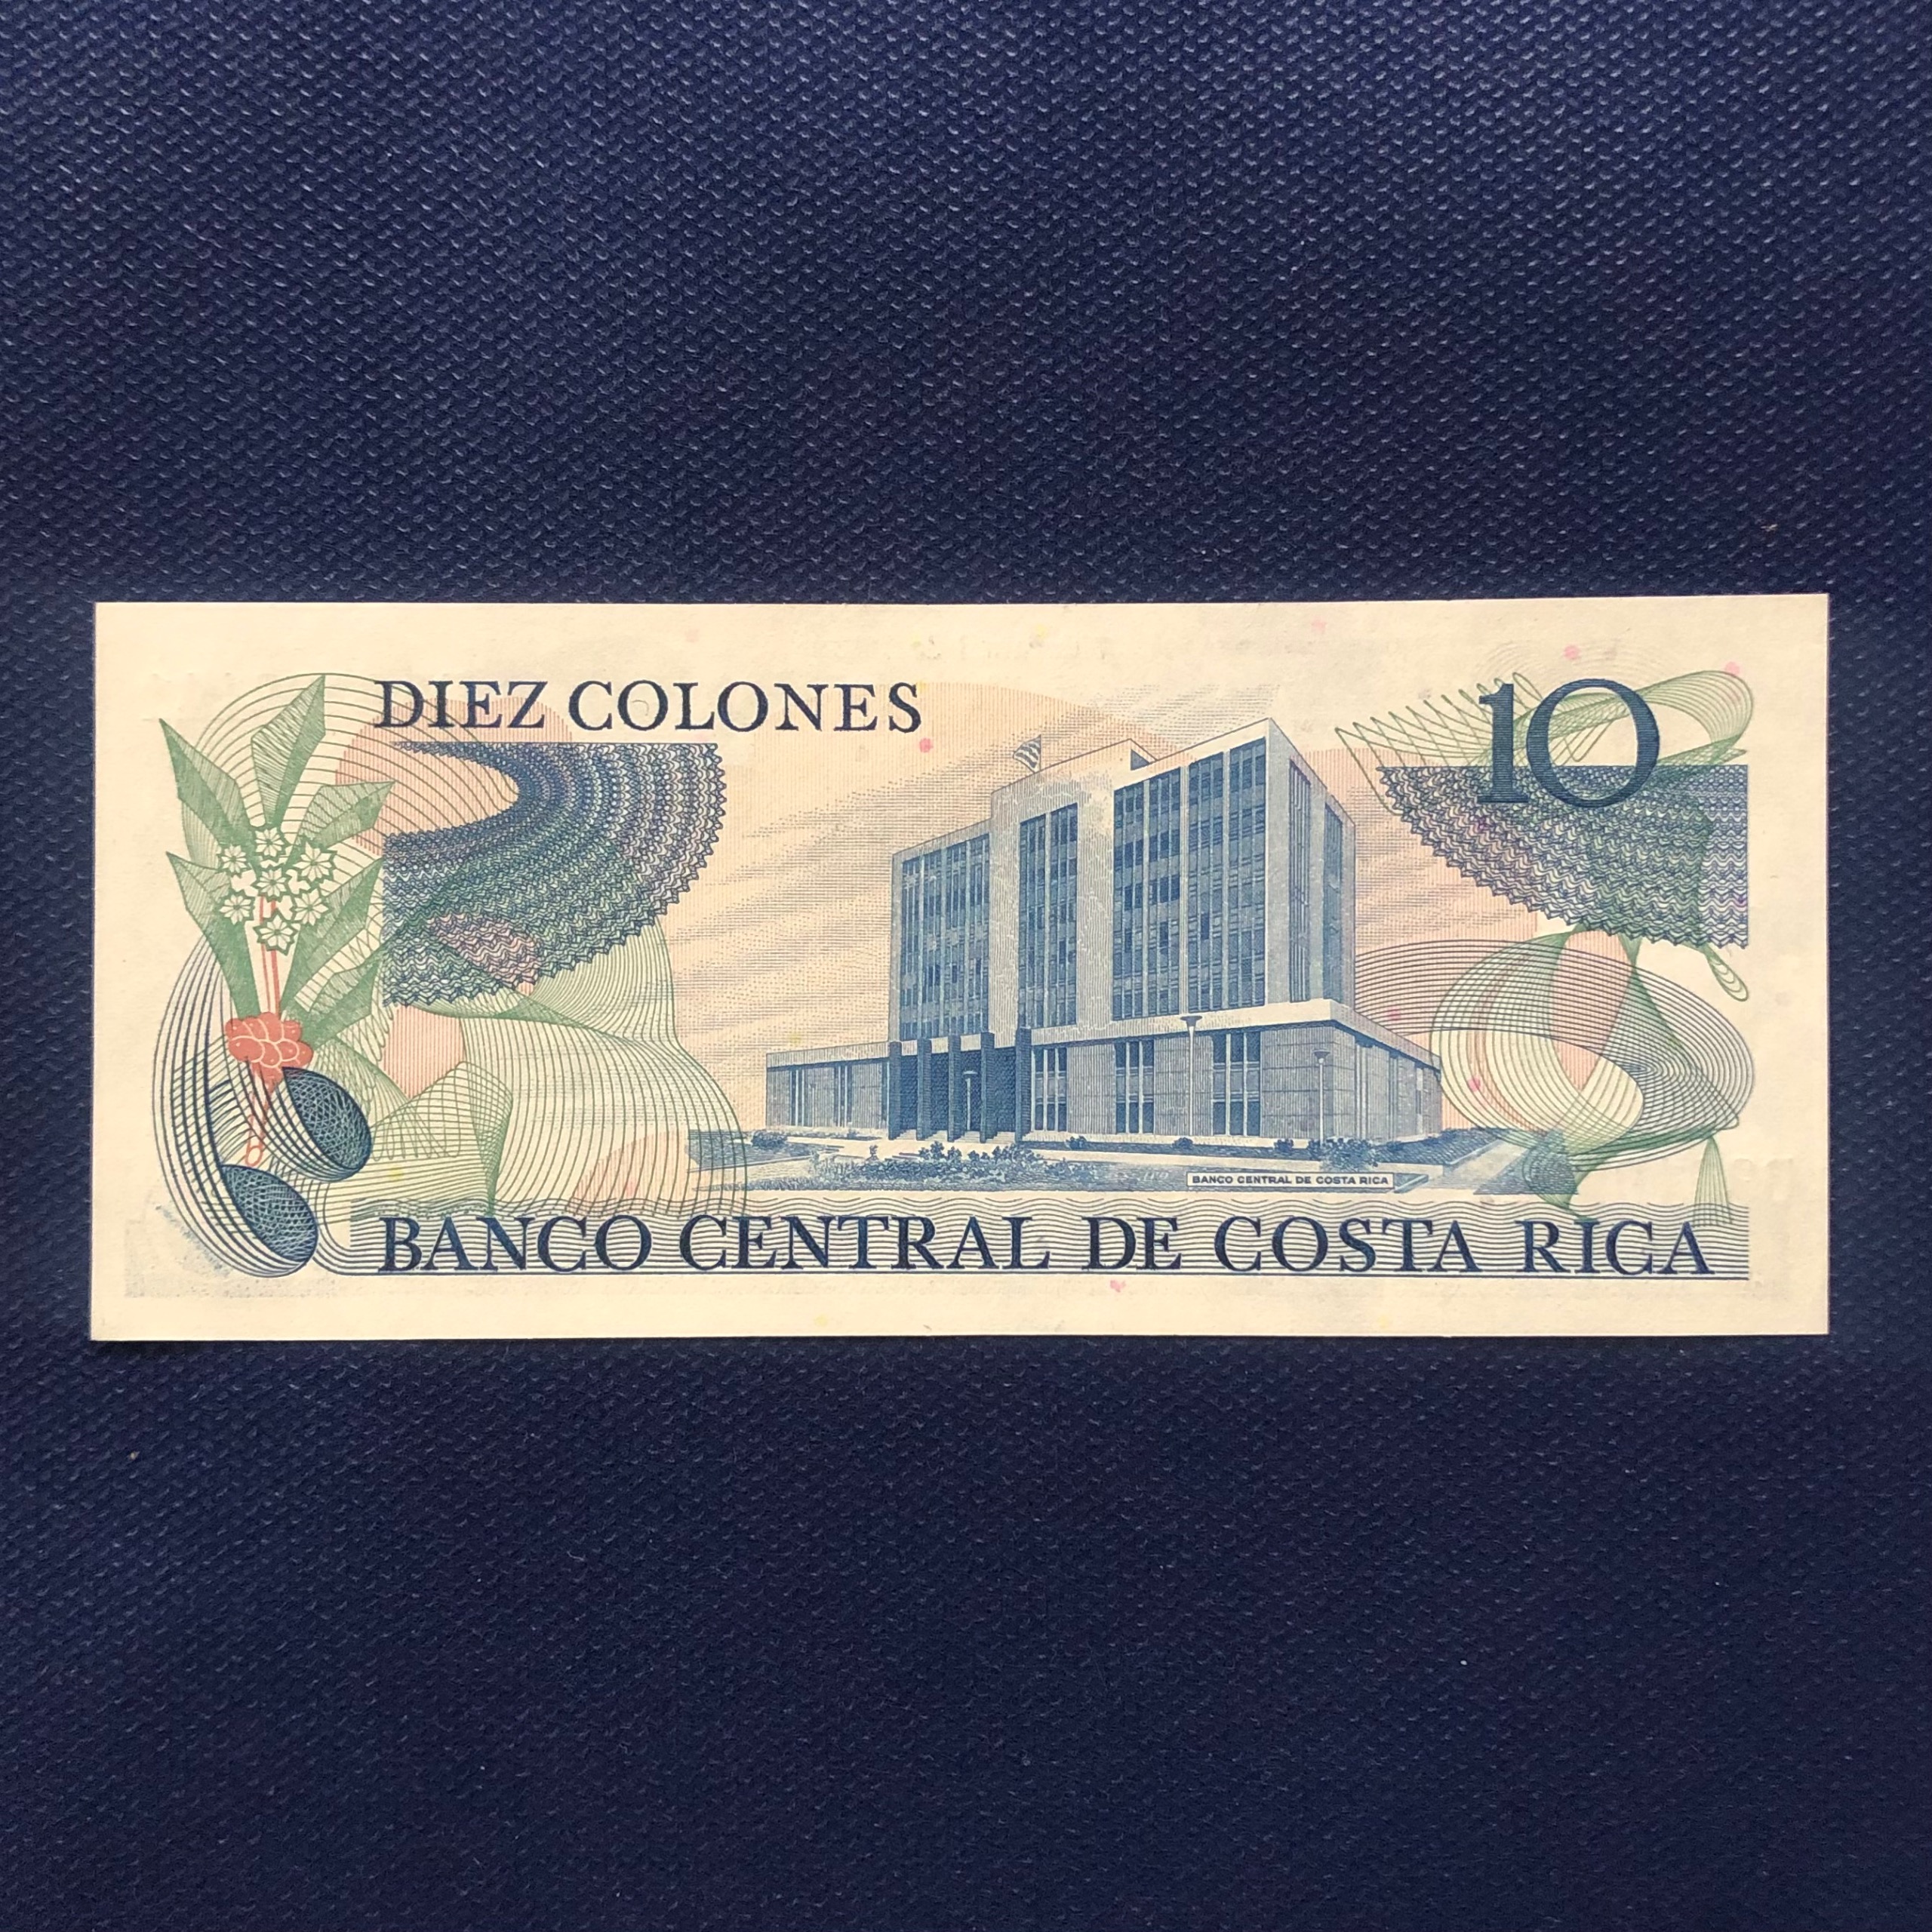 DIEZ COLONES
10
BANCO CENTRAL DE COSTA RICA
BANCO CENTRAL DE COSTA RICA